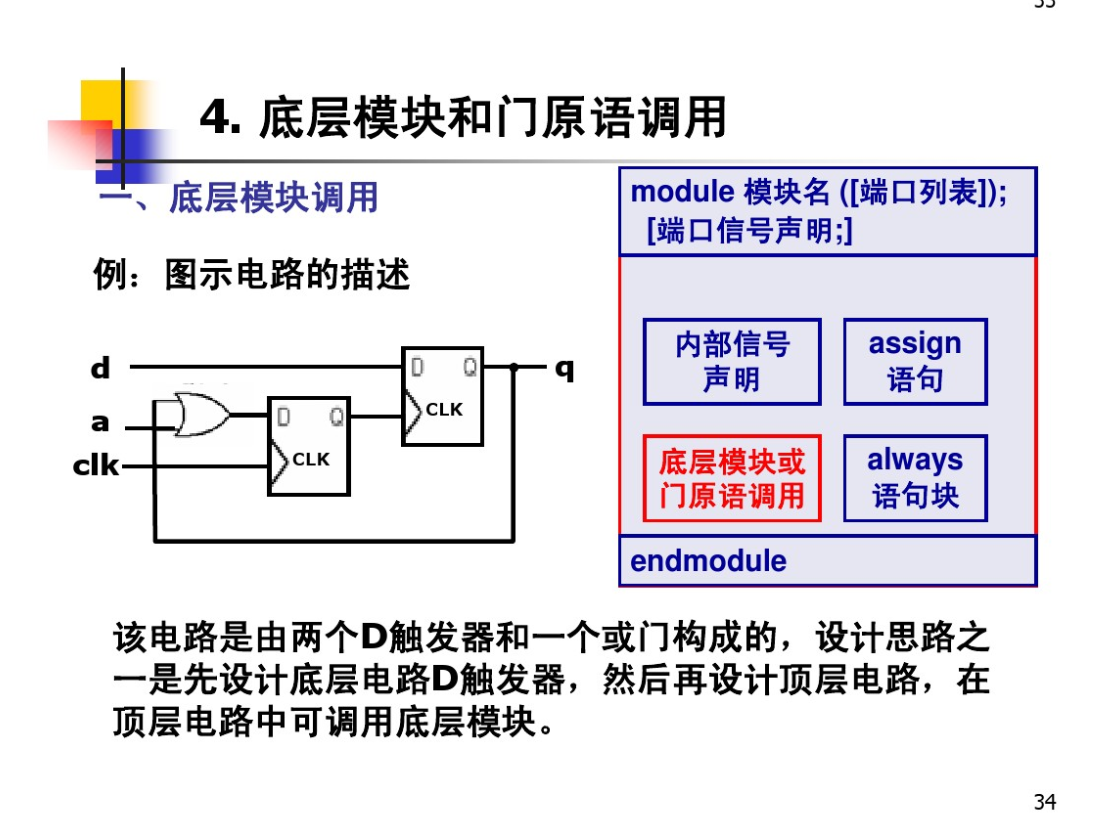 4. 底层模块和门原语调用
一、底层模块调用
例：图示电路的描述
d
a
clk
D Q
CLK
D Q
CLK
q
module 模块名 ([端口列表]);
[端口信号声明;]
内部信号
声明
assign
语句
底层模块或
门原语调用
always
语句块
endmodule
该电路是由两个D触发器和一个或门构成的，设计思路之
一是先设计底层电路D触发器，然后再设计顶层电路，在
顶层电路中可调用底层模块。
34